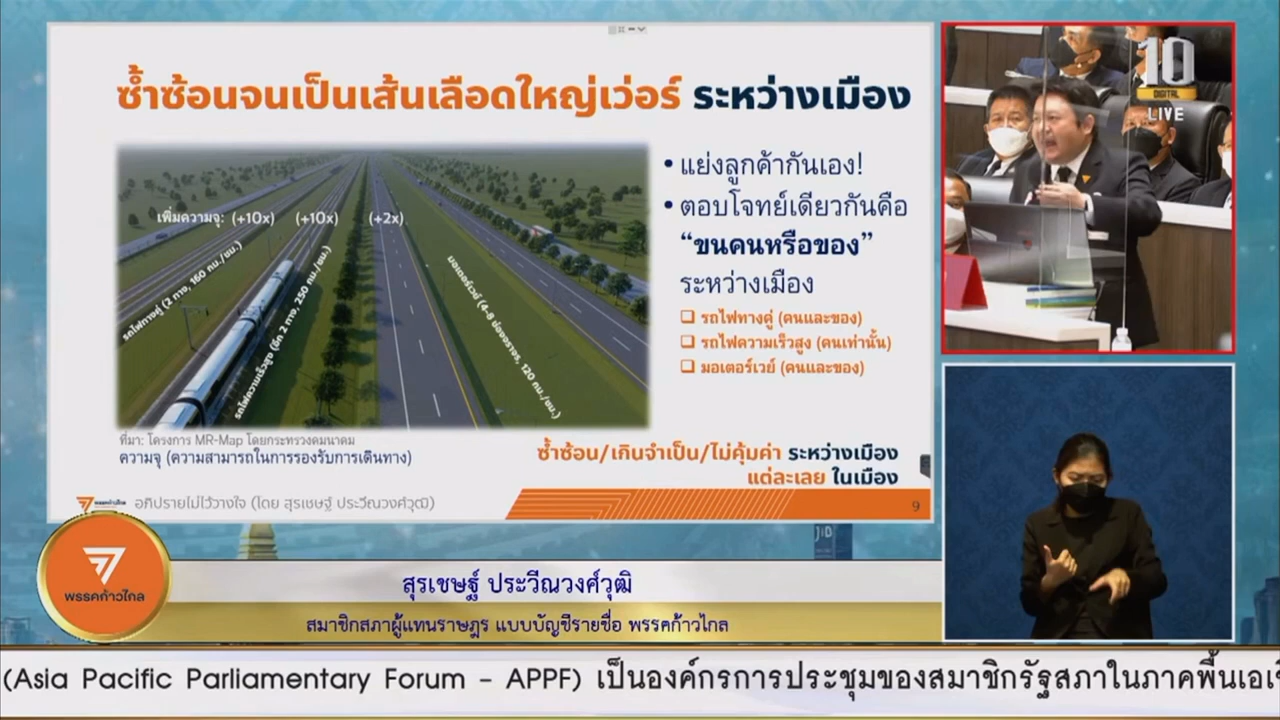 ซ้ำซ้อนจนเป็นเส้นเลือดใหญ่เว่อร์ ระหว่างเมือง
เพิ่มความจุ: (+10x) (+10x) (+2x)
รถไฟทางคู่ (2 ทาง, 160 กม./ชม.)
รถไฟความเร็วสูง (อีก 2 ทาง, 250 กม./ชม.)
มอเตอร์เวย์ (4-8 ช่องจราจร, 120 กม./ชม.)
• แย่งลูกค้ากันเอง!
• ตอบโจทย์เดียวกันคือ
“ขนคนหรือของ”
ระหว่างเมือง
รถไฟทางคู่ (คนและของ)
รถไฟความเร็วสูง (คนเท่านั้น)
มอเตอร์เวย์ (คนและของ)
ที่มา: โครงการ MR-Map โดยกระทรวงคมนาคม
ความจุ (ความสามารถในการรองรับการเดินทาง)
ซ้ำซ้อน/เกินจำเป็น/ไม่คุ้มค่า ระหว่างเมือง
แต่ละเลย ในเมือง
พรรคก้าวไกล
อภิปรายไม่ไว้วางใจ (โดย สุรเชษฐ์ ประวีณวงศ์วุฒิ)
9
10
DIGITAL
LIVE
JiB
พรรคก้าวไกล
สุรเชษฐ์ ประวีณวงศ์วุฒิ
สมาชิกสภาผู้แทนราษฎร แบบบัญชีรายชื่อ พรรคก้าวไกล
(Asia Pacific Parliamentary Forum - APPF) เป็นองค์กรการประชุมของสมาชิกรัฐสภาในภาคพื้นเอเชี